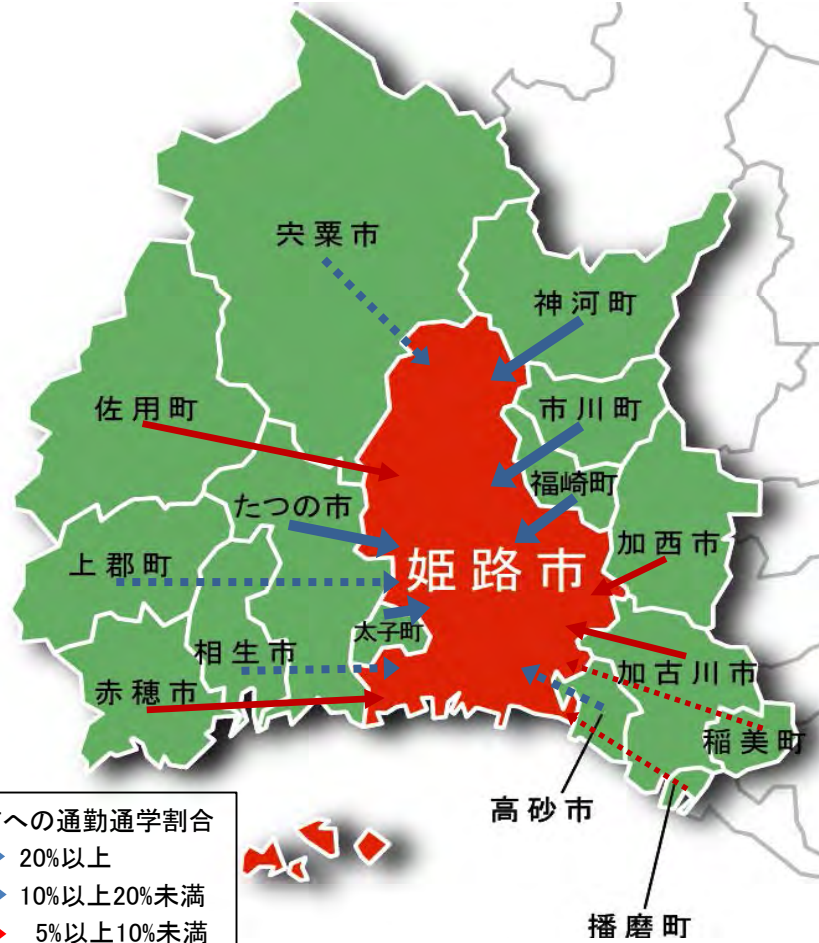 宍粟市
神河町
佐用町
市川町
たつの市
福崎町
姫路市
加西市
上郡町
太子町
相生市
加古川市
赤穂市
稲美町
高砂市
播磨町
への通勤通学割合
20%以上
10%以上20%未満
5%以上10%未満